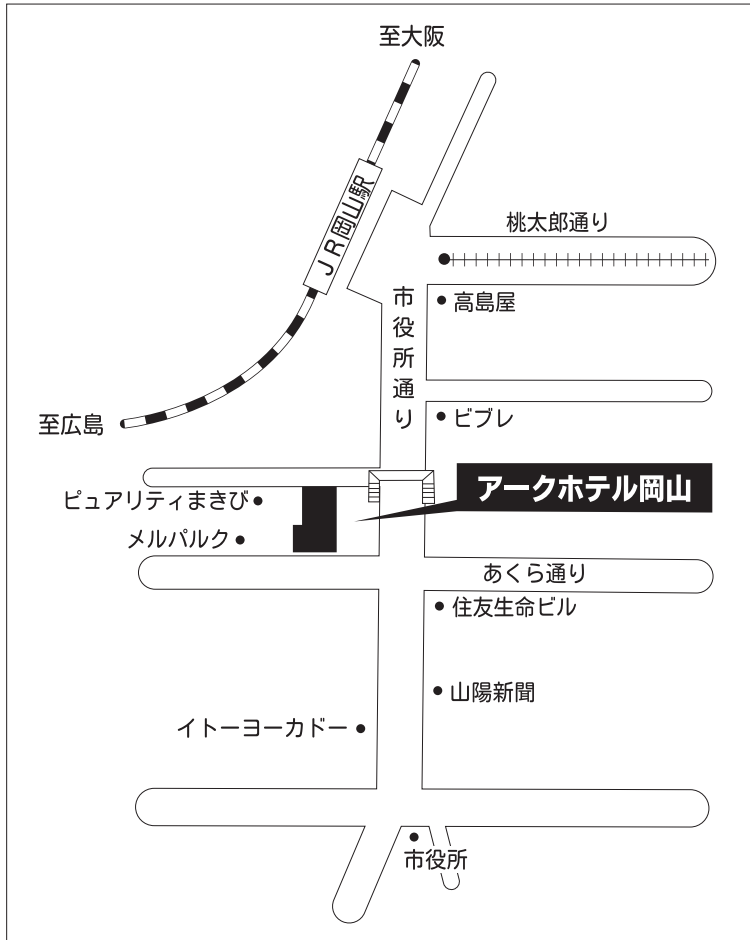 至大阪
JR岡山駅
桃太郎通り
市役所通り
高島屋
至広島
ビブレ
アークホテル岡山
ピュアリティまきび
メルパルク
あくら通り
住友生命ビル
山陽新聞
イトーヨーカドー
市役所